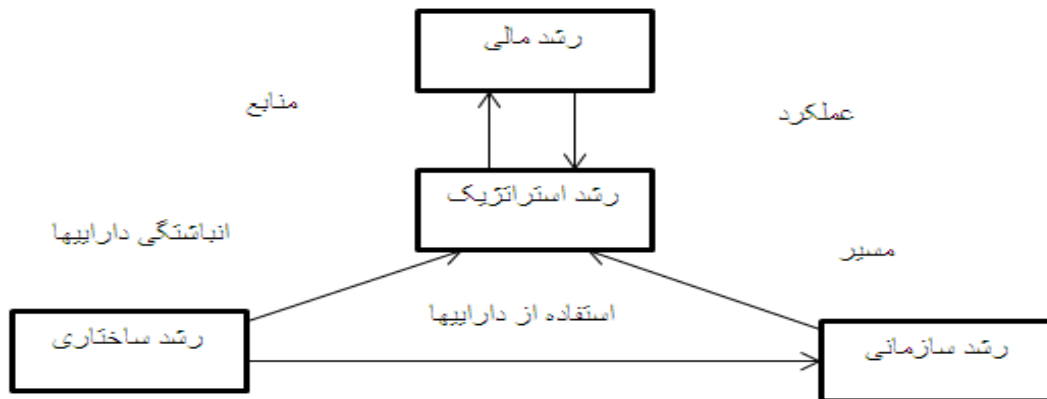 رشد مالی
منابع
عملکرد
رشد استراتژیک
انباشتگی داراییها
مسیر
استفاده از داراییها
رشد ساختاری
رشد سازمانی